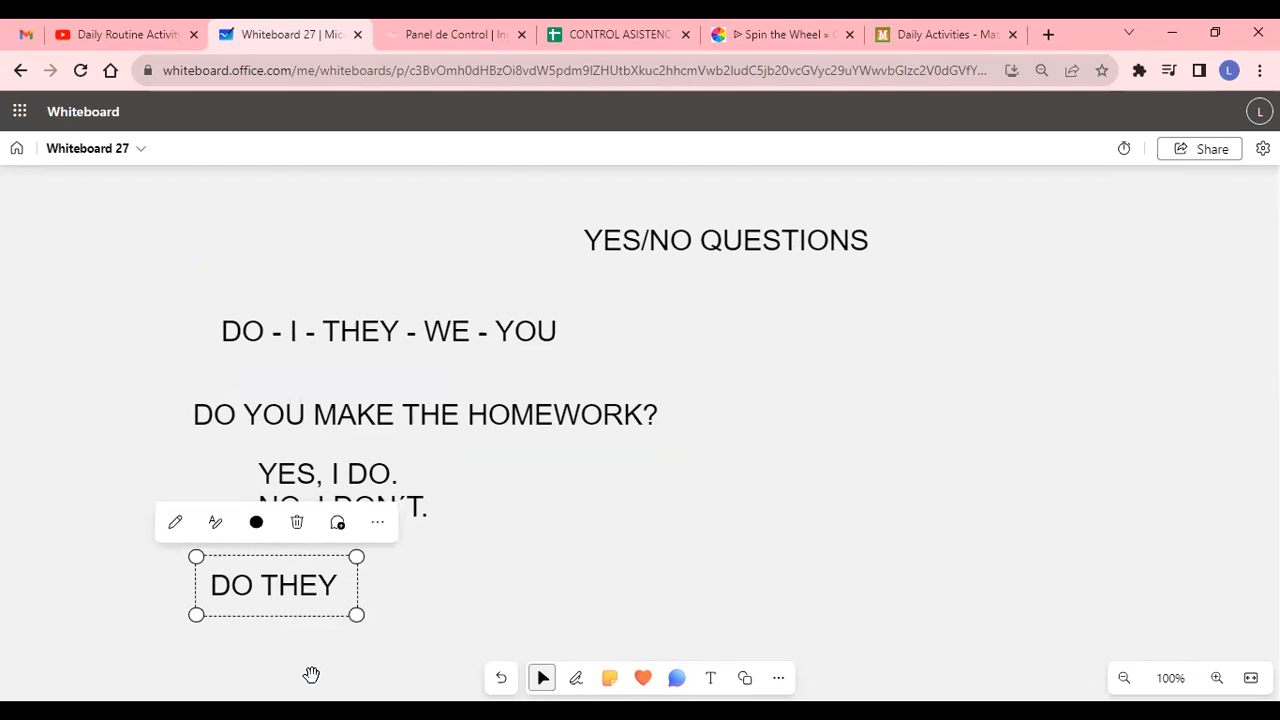 Daily Routine Activit
Whiteboard 27 | Mic
Panel de Control | In
CONTROL ASISTENC
Spin the Wheel
Daily Activities - Ma
whiteboard.office.com/me/whiteboards/p/
L
Whiteboard
L
Whiteboard 27
Share
YES/NO QUESTIONS
DO - I - THEY - WE - YOU
DO YOU MAKE THE HOMEWORK?
YES, I DO.
NO, I DON´T.
DO THEY
T
100%